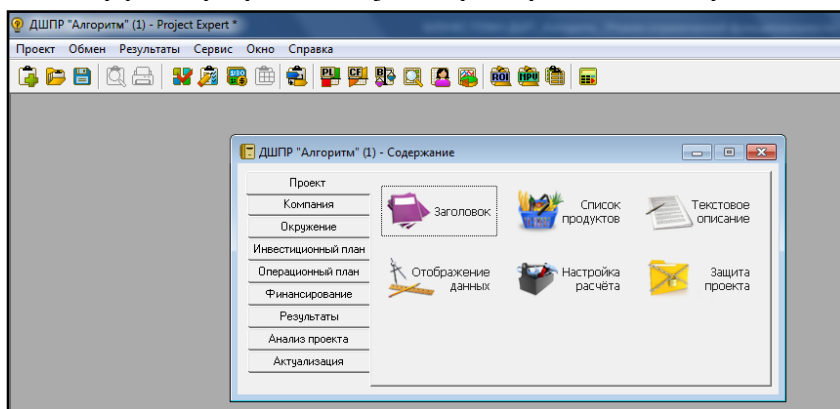 ДШПР "Алгоритм" (1) - Project Expert *
Проект Обмен Результаты Сервис Окно Справка
PL CF ROI NPV
ДШПР "Алгоритм" (1) - Содержание
Проект
Компания
Окружение
Инвестиционный план
Операционный план
Финансирование
Результаты
Анализ проекта
Актуализация
Заголовок
Список
продуктов
Текстовое
описание
Отображение
данных
Настройка
расчёта
Защита
проекта